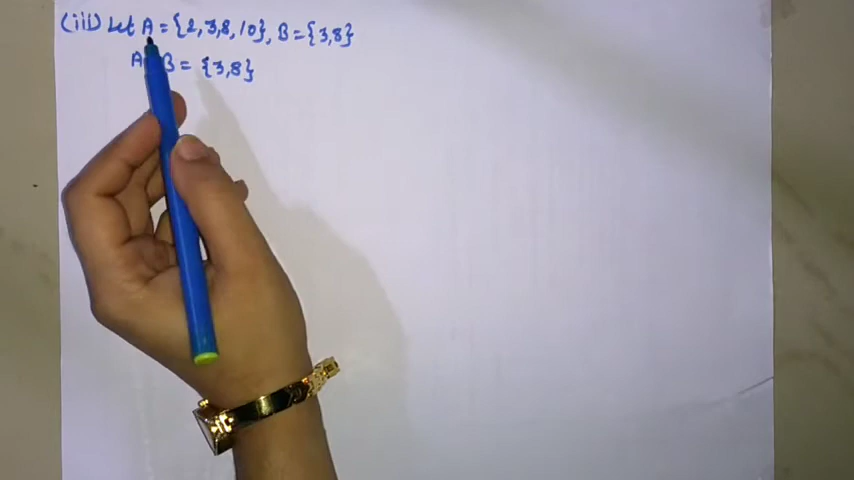 (iii) Let A = {2,3,8,10}, B = {3,8}
A B = {3,8}